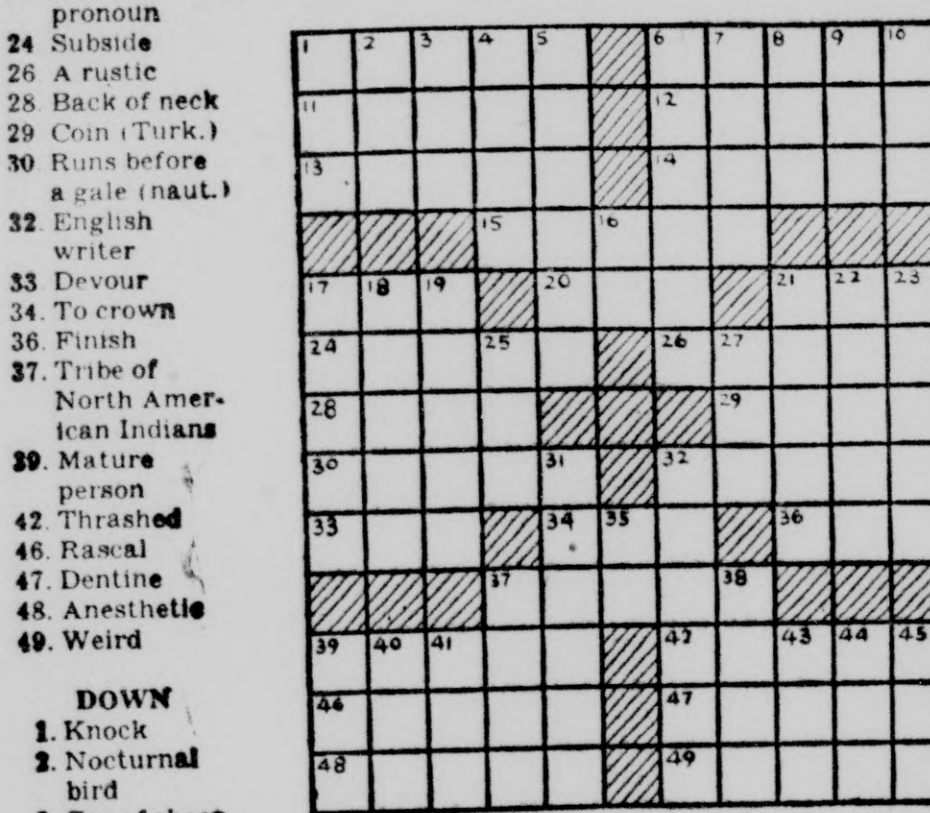 pronoun
24 Subside
26 A rustic
28. Back of neck
29 Coin (Turk.)
30 Runs before
a gale (naut.)
32. English
writer
33 Devour
34. To crown
36. Finish
37. Tribe of
North Amer-
ican Indians
39. Mature
person
42. Thrashed
46. Rascal
47. Dentine
48. Anesthetic
49. Weird
DOWN
1. Knock
2. Nocturnal
bird
1 2 3 4 5 6 7 8 9 10
11 12
13 14
15 16
17 18 19 20 21 22 23
24 25 26 27
28 29
30 31 32
33 34 35 36
37 38
39 40 41 42 43 44 45
46 47
48 49